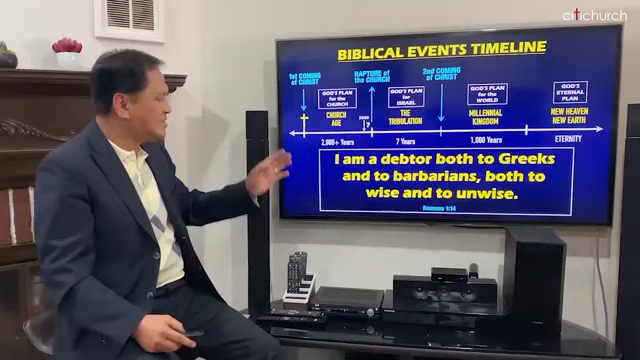 citichurch
BIBLICAL EVENTS TIMELINE
1st COMING
of CHRIST
RAPTURE of
the CHURCH
2nd COMING
of CHRIST
GOD'S PLAN
for the
CHURCH
GOD'S PLAN
for
ISRAEL
GOD'S PLAN
for the
WORLD
GOD'S
ETERNAL
PLAN
CHURCH
AGE
2020
?
THE
TRIBULATION
MILLENNIAL
KINGDOM
NEW HEAVEN
NEW EARTH
2,000+ Years
7 Years
1,000 Years
ETERNITY
I am a debtor both to Greeks
and to barbarians, both to
wise and to unwise.
Romans 1:14